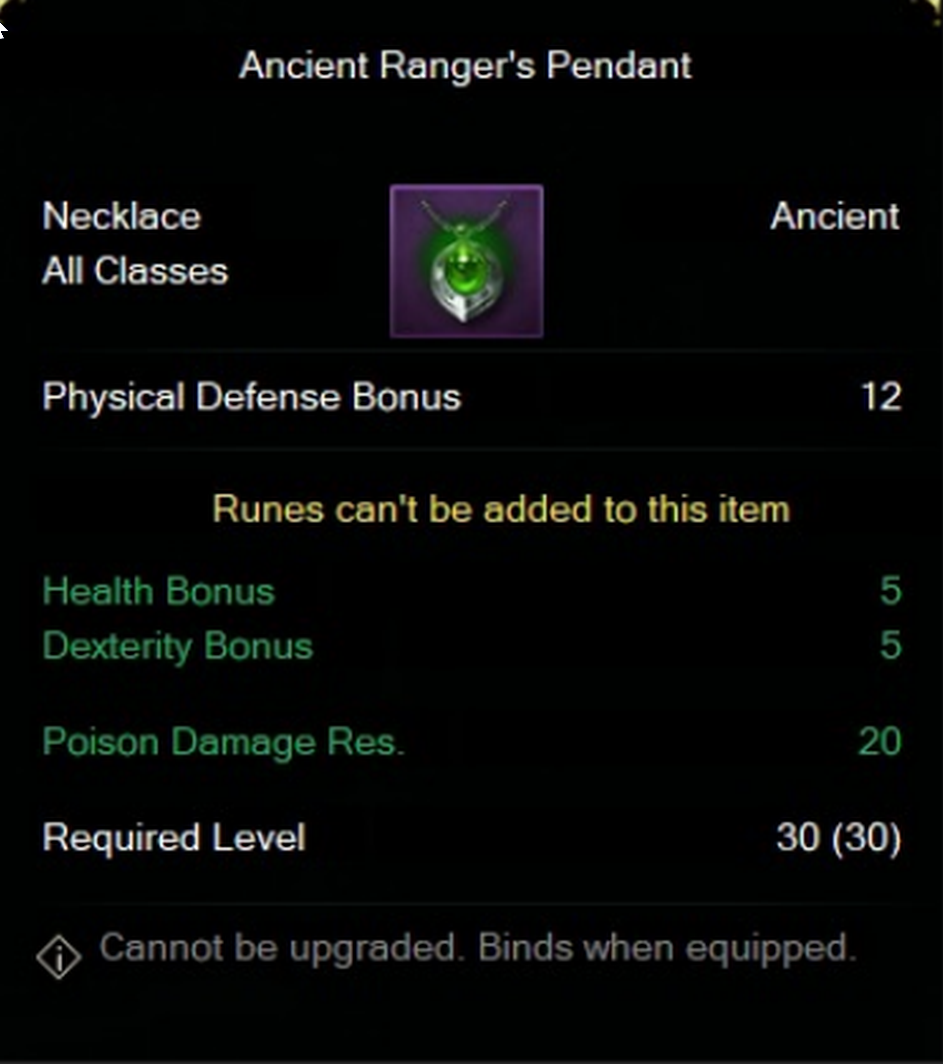 Ancient Ranger's Pendant
Necklace
Ancient
All Classes
Physical Defense Bonus 12
Runes can't be added to this item
Health Bonus 5
Dexterity Bonus 5
Poison Damage Res. 20
Required Level 30 (30)
Cannot be upgraded. Binds when equipped.